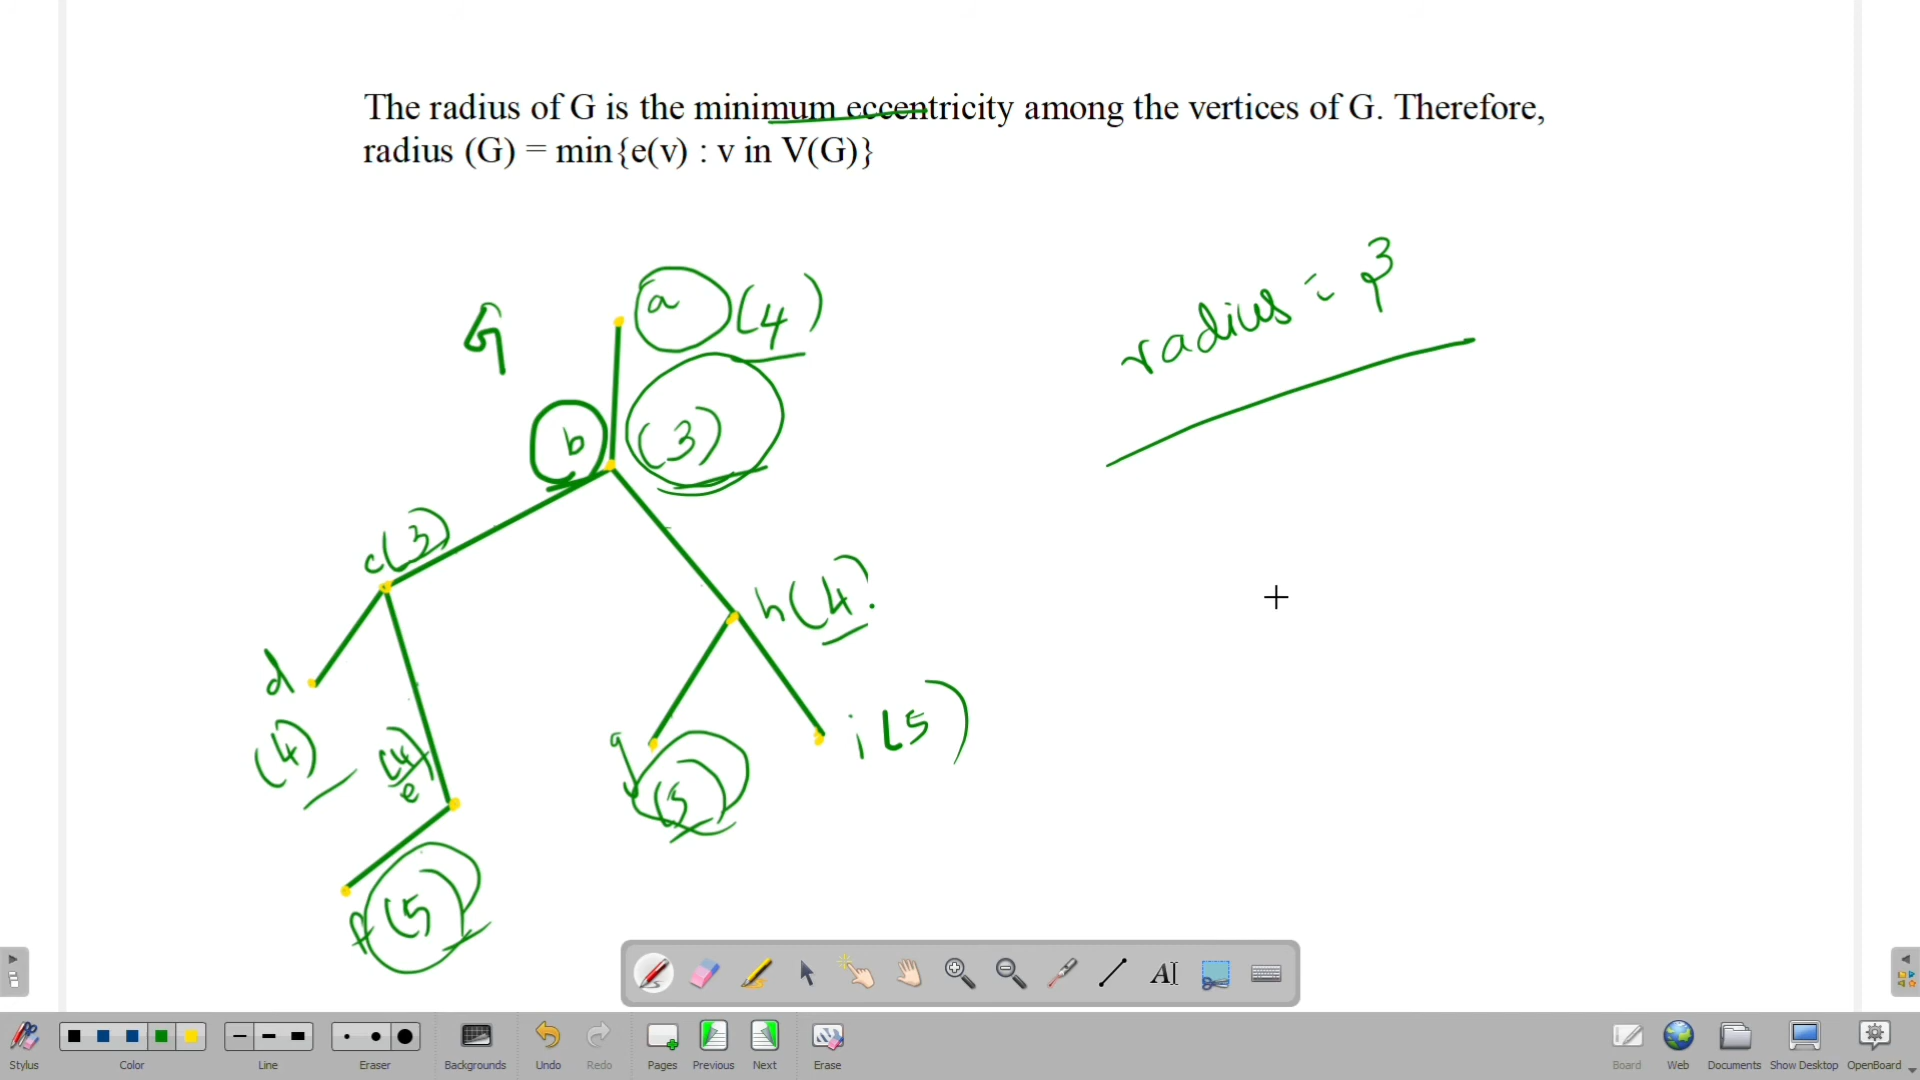 The radius of G is the minimum eccentricity among the vertices of G. Therefore,
radius (G) = min{e(v) : v in V(G)}
radius = 3
G
a (4)
b (3)
c(3)
h(4)
d
(4)
(4)
e
g
(5)
i(5)
f(5)
Stylus Color Line Eraser Backgrounds Undo Redo Pages Previous Next Erase Board Web Documents Show Desktop OpenBoard